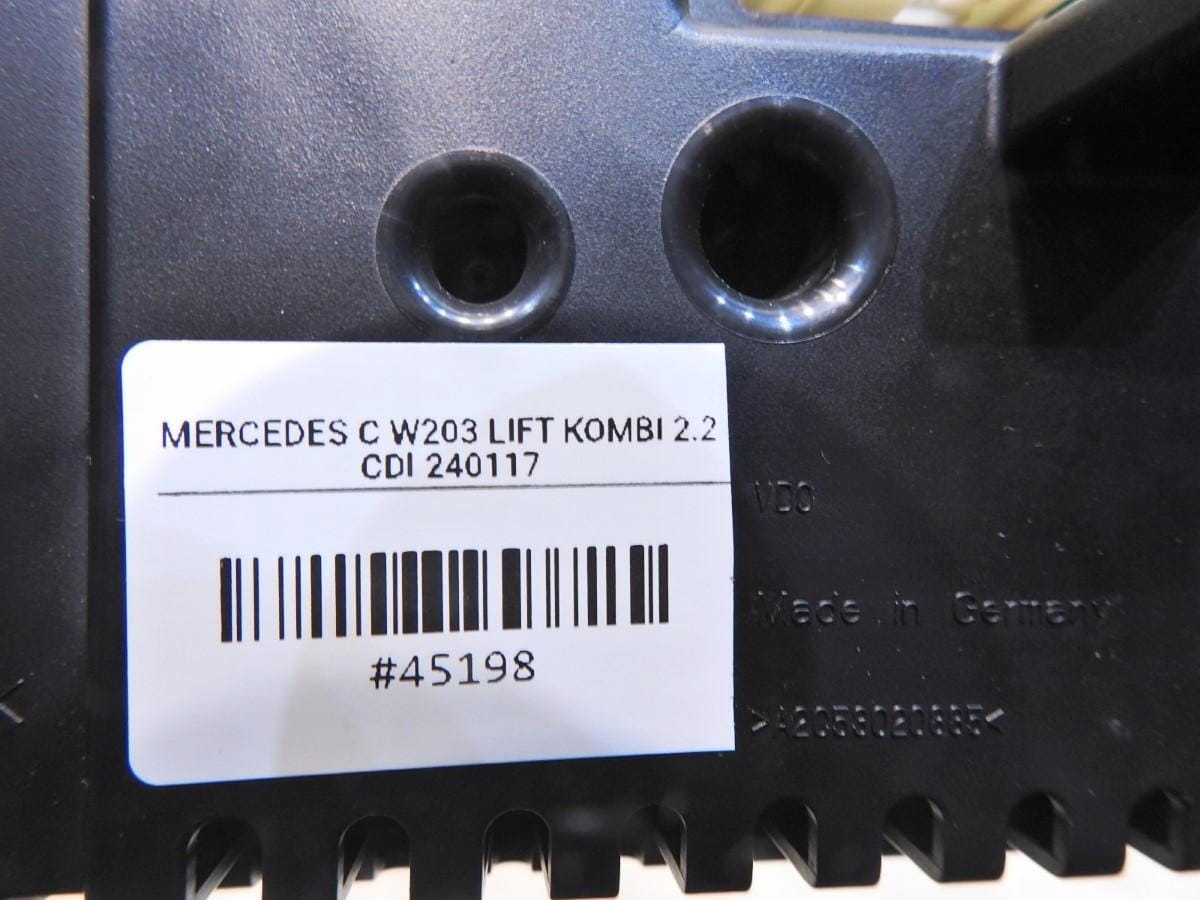 MERCEDES C W203 LIFT KOMBI 2.2
CDI 240117
#45198
VDO
Made in Germany